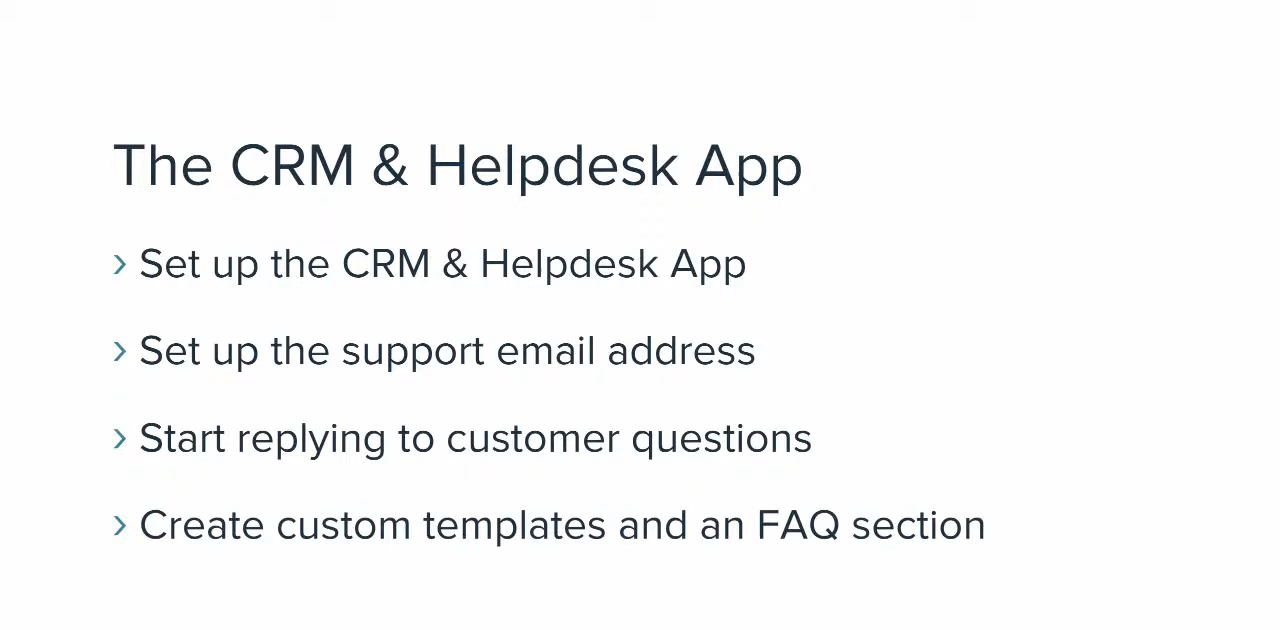 The CRM & Helpdesk App
› Set up the CRM & Helpdesk App
› Set up the support email address
› Start replying to customer questions
› Create custom templates and an FAQ section